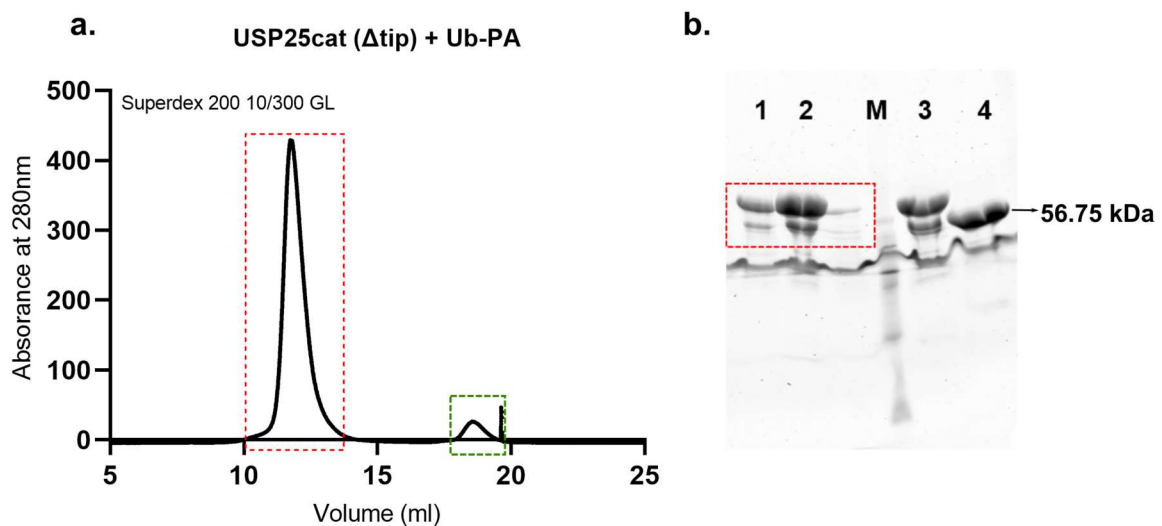 a.
USP25cat (Δtip) + Ub-PA
Superdex 200 10/300 GL
Absorance at 280nm
500
400
300
200
100
0
5 10 15 20 25
Volume (ml)
b.
1 2 M 3 4
56.75 kDa